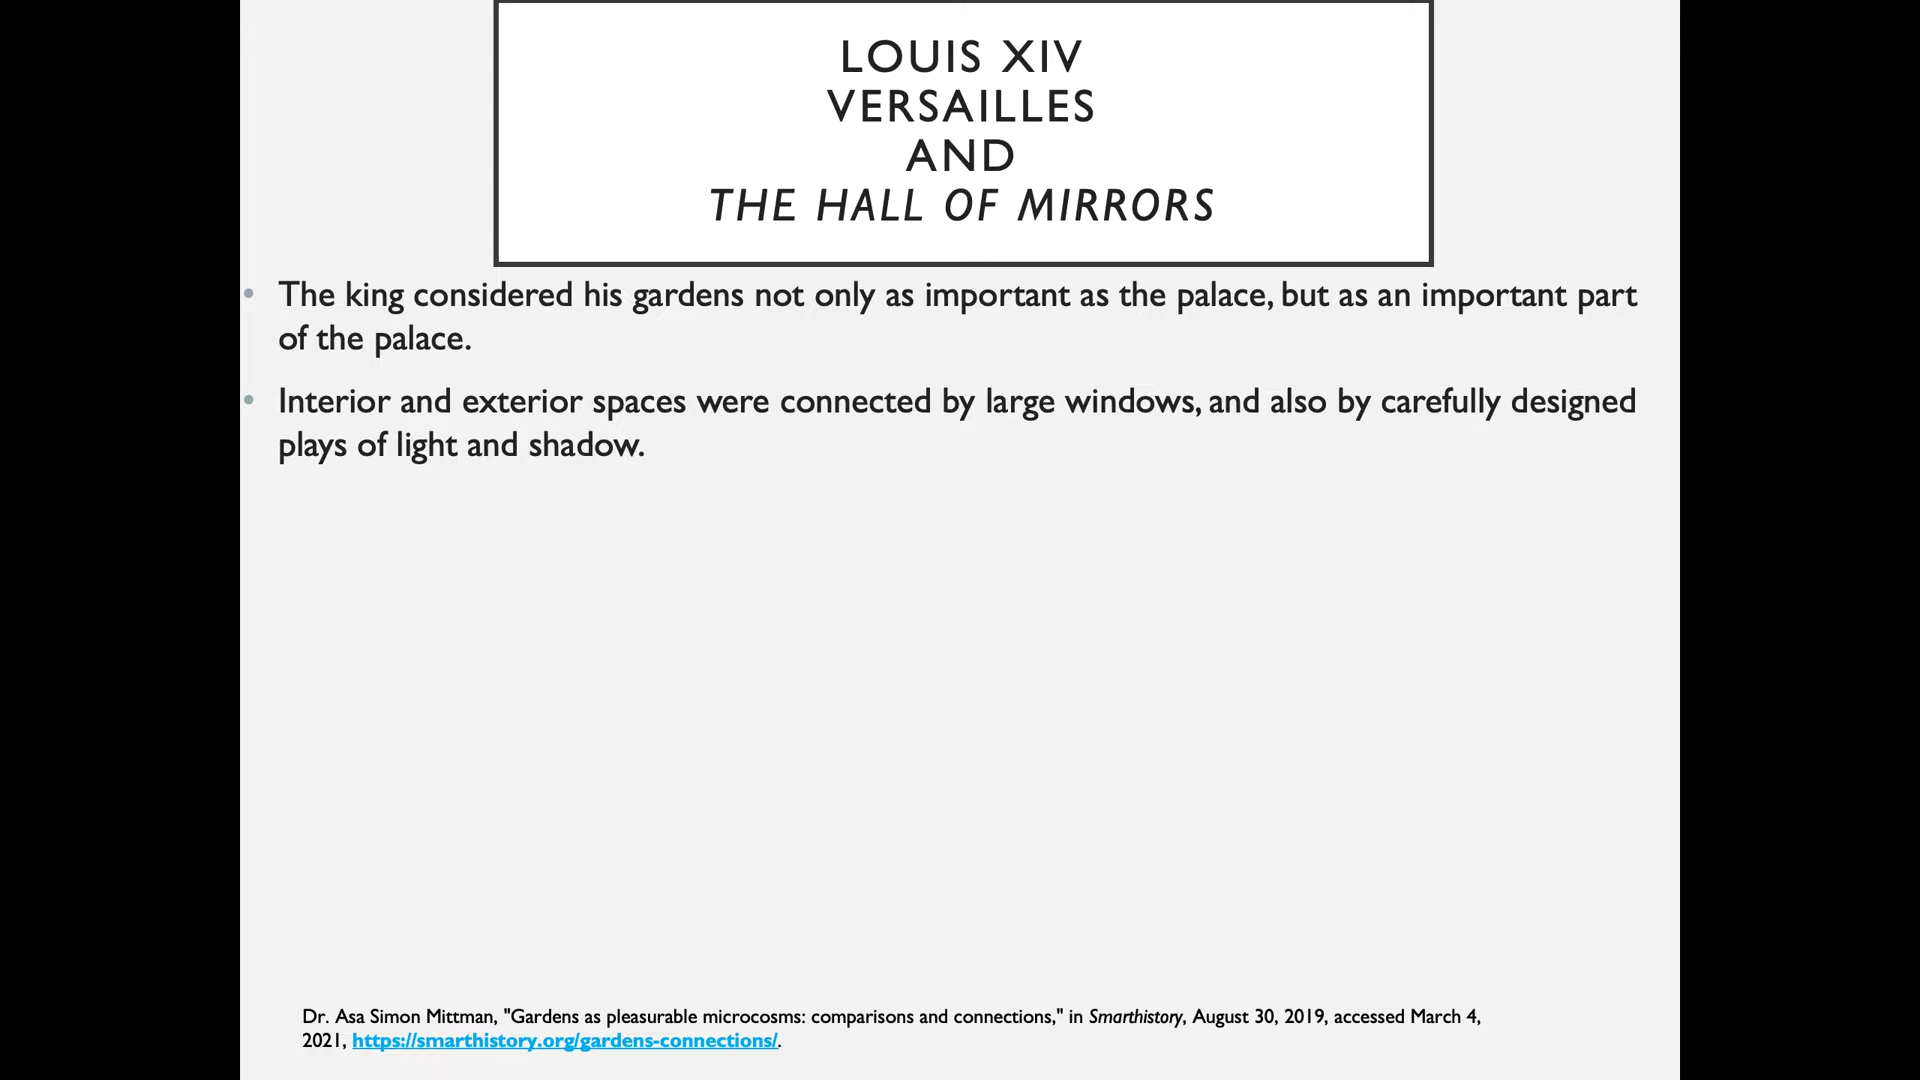 LOUIS XIV
VERSAILLES
AND
THE HALL OF MIRRORS
• The king considered his gardens not only as important as the palace, but as an important part
of the palace.
• Interior and exterior spaces were connected by large windows, and also by carefully designed
plays of light and shadow.
Dr. Asa Simon Mittman, "Gardens as pleasurable microcosms: comparisons and connections," in Smarthistory, August 30, 2019, accessed March 4,
2021, https://smarthistory.org/gardens-connections/.